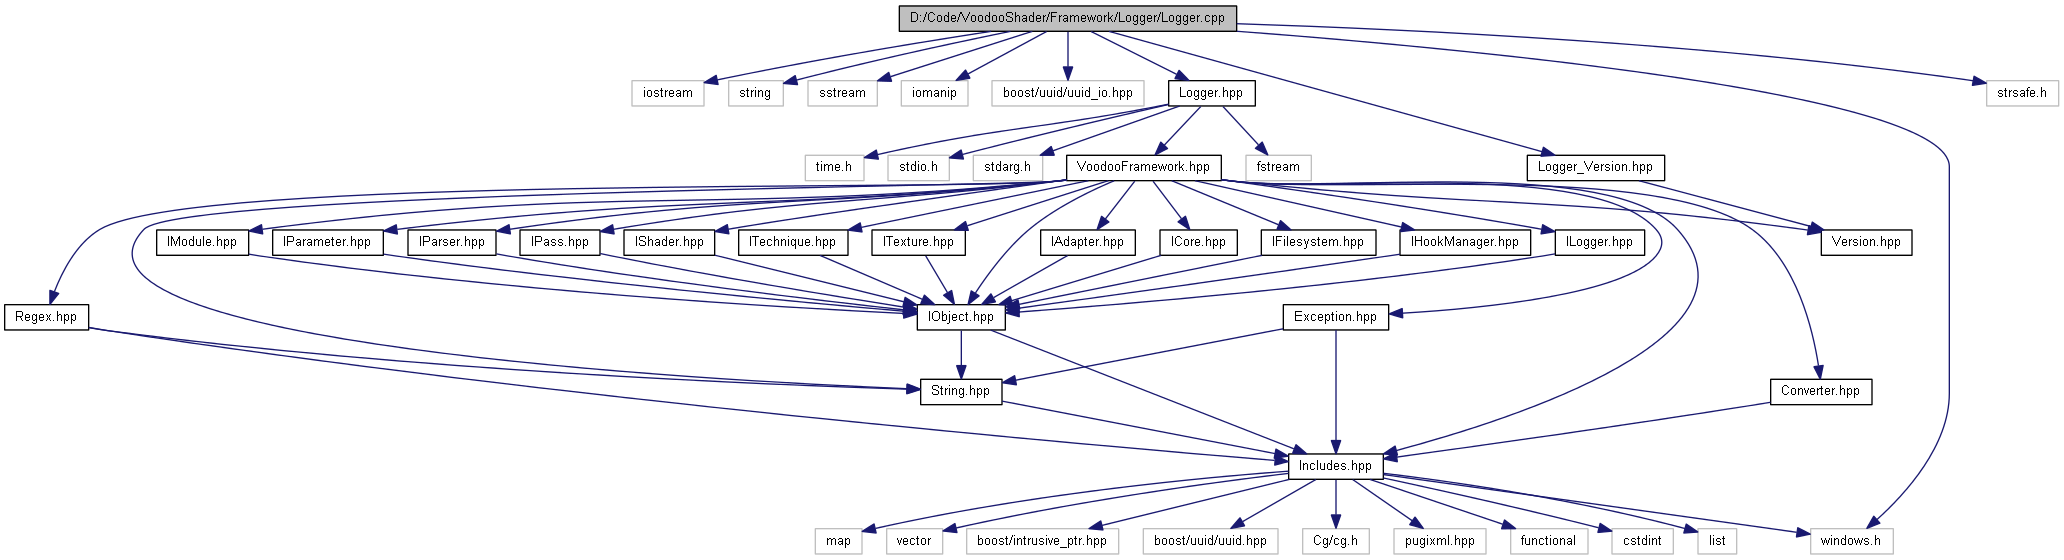 D:/Code/VoodooShader/Framework/Logger/Logger.cpp
iostream
string
sstream
iomanip
boost/uuid/uuid_io.hpp
Logger.hpp
strsafe.h
time.h
stdio.h
stdarg.h
VoodooFramework.hpp
fstream
Logger_Version.hpp
IModule.hpp
IParameter.hpp
IParser.hpp
IPass.hpp
IShader.hpp
ITechnique.hpp
ITexture.hpp
IAdapter.hpp
ICore.hpp
IFilesystem.hpp
IHookManager.hpp
ILogger.hpp
Version.hpp
Regex.hpp
IObject.hpp
Exception.hpp
String.hpp
Converter.hpp
Includes.hpp
map
vector
boost/intrusive_ptr.hpp
boost/uuid/uuid.hpp
Cg/cg.h
pugixml.hpp
functional
cstdint
list
windows.h